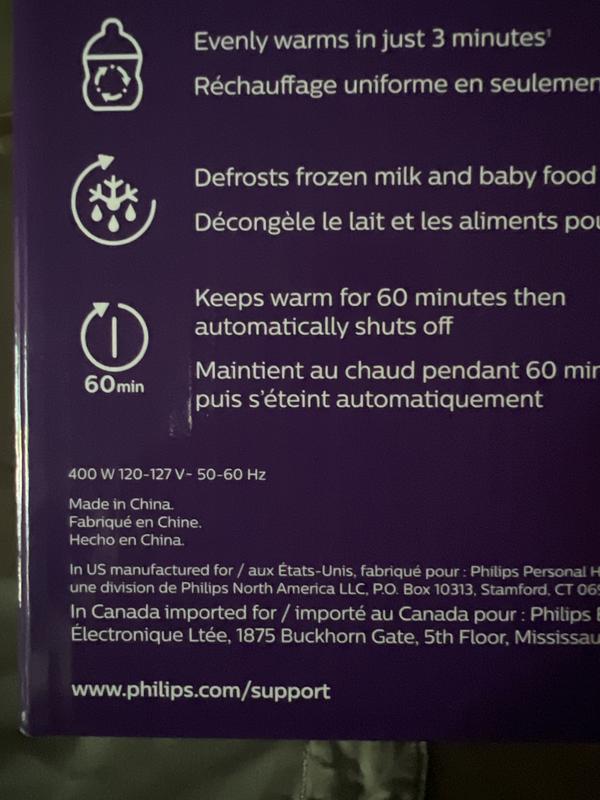 Evenly warms in just 3 minutes¹
Réchauffage uniforme en
Defrosts frozen milk and baby food
Décongèle le lait et les aliments
Keeps warm for 60 minutes then
automatically shuts off
60min
Maintient au chaud pendant 60
puis s'éteint automatiquement
400 W 120-127 V~ 50-60 Hz
Made in China.
Fabriqué en Chine.
Hecho en China.
In US manufactured for / aux États-Unis, fabriqué pour : Philips Personal
une division de Philips North America LLC, P.O. Box 10313, Stamford, CT
In Canada imported for / importé au Canada pour : Philips
Électronique Ltée, 1875 Buckhorn Gate, 5th Floor,
www.philips.com/support